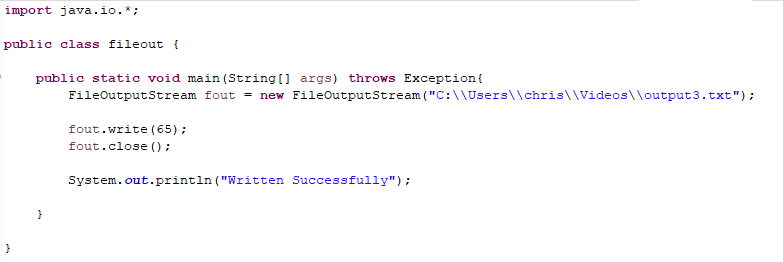 import java.io.*;
public class fileout {
public static void main(String[] args) throws Exception{
FileOutputStream fout = new FileOutputStream("C:\\Users\\chris\\Videos\\output3.txt");
fout.write(65);
fout.close();
System.out.println("Written Successfully");
}
}